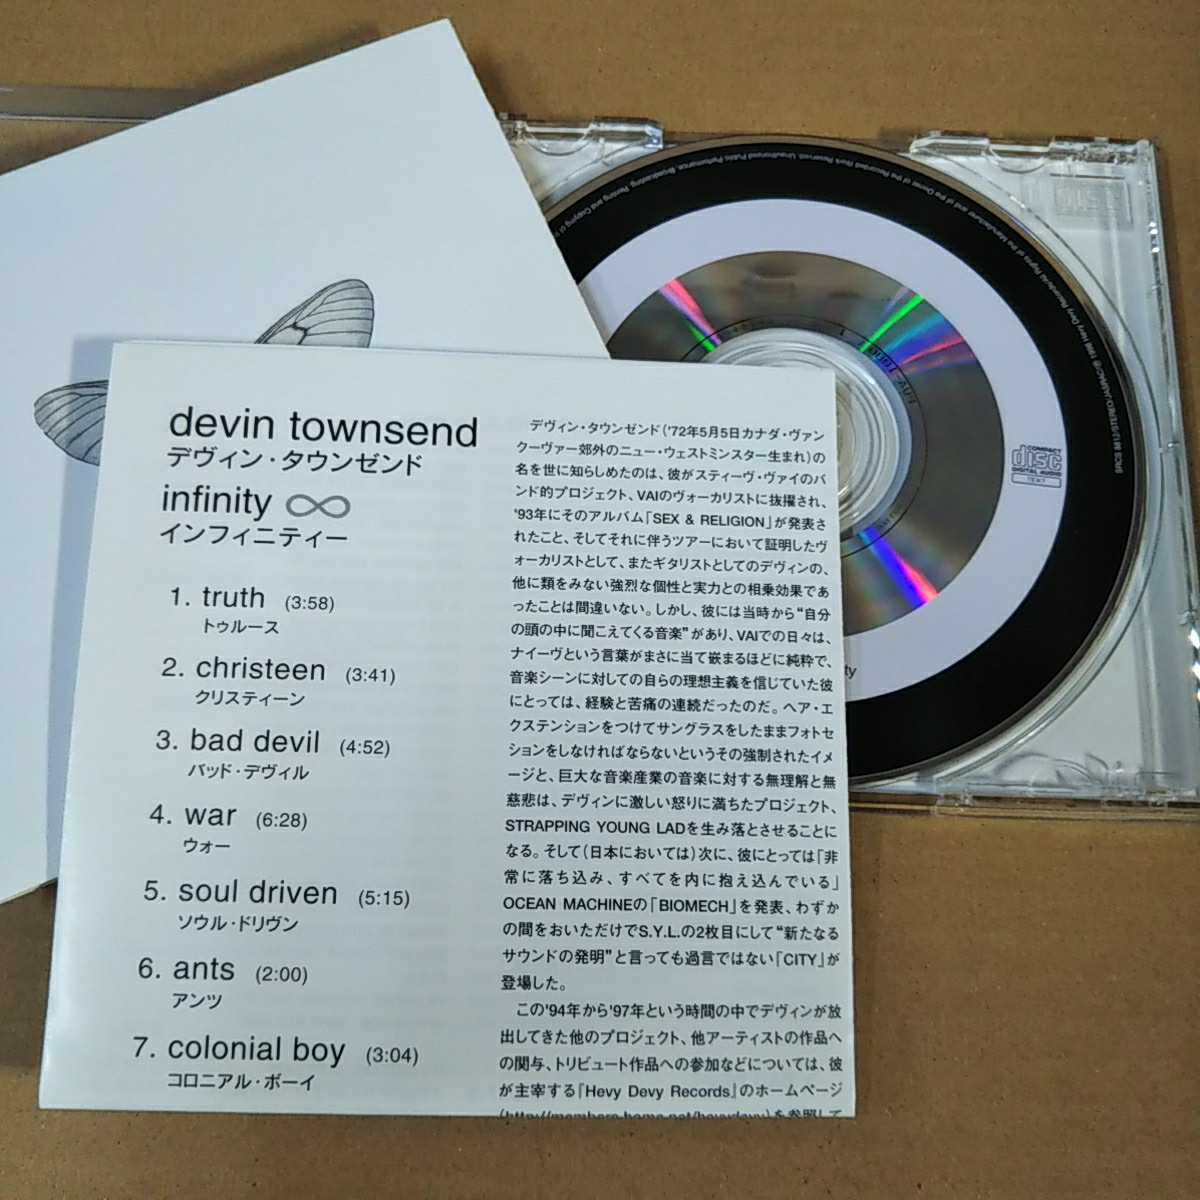 devin townsend
デヴィン・タウンゼンド
infinity ∞
インフィニティー
1. truth (3:58)
トゥルース
2. christeen (3:41)
クリスティーン
3. bad devil (4:52)
バッド・デヴィル
4. war (6:28)
ウォー
5. soul driven (5:15)
ソウル・ドリヴン
6. ants (2:00)
アンツ
7. colonial boy (3:04)
コロニアル・ボーイ
デヴィン・タウンゼンド('72年5月5日カナダ・ヴァン
クーヴァー郊外のニュー・ウェストミンスター生まれ)の
名を世に知らしめたのは、彼がスティーヴ・ヴァイのバ
ンド的プロジェクト、VAIのヴォーカリストに抜擢され、
'93年にそのアルバム「SEX & RELIGION」が発表さ
れたこと、そしてそれに伴うツアーにおいて証明したヴ
ォーカリストとして、またギタリストとしてのデヴィンの、
他に類をみない強烈な個性と実力との相乗効果であ
ったことは間違いない。しかし、彼には当時から“自分
の頭の中に聞こえてくる音楽”があり、VAIでの日々は、
ナイーヴという言葉がまさに当て嵌まるほどに純粋で、
音楽シーンに対しての自らの理想主義を信じていた彼
にとっては、経験と苦痛の連続だったのだ。ヘア・エ
クステンションをつけてサングラスをしたままフォトセ
ションをしなければならないというその強制されたイメ
ージと、巨大な音楽産業の音楽に対する無理解と無
慈悲は、デヴィンに激しい怒りに満ちたプロジェクト、
STRAPPING YOUNG LADを生み落とさせることに
なる。そして(日本においては)次に、彼にとっては「非
常に落ち込み、すべてを内に抱え込んでいる」
OCEAN MACHINEの「BIOMECH」を発表、わずか
の間をおいただけでS.Y.L.の2枚目にして“新たなる
サウンドの発明”と言っても過言ではない「CITY」が
登場した。
この'94年から'97年という時間の中でデヴィンが放
出してきた他のプロジェクト、他アーティストの作品へ
の関与、トリビュート作品への参加などについては、彼
が主宰する『Hevy Devy Records』のホームページ
(http://members.home.net/hevydevy)を参照して
COMPACT
disc
DIGITAL AUDIO
TEXT